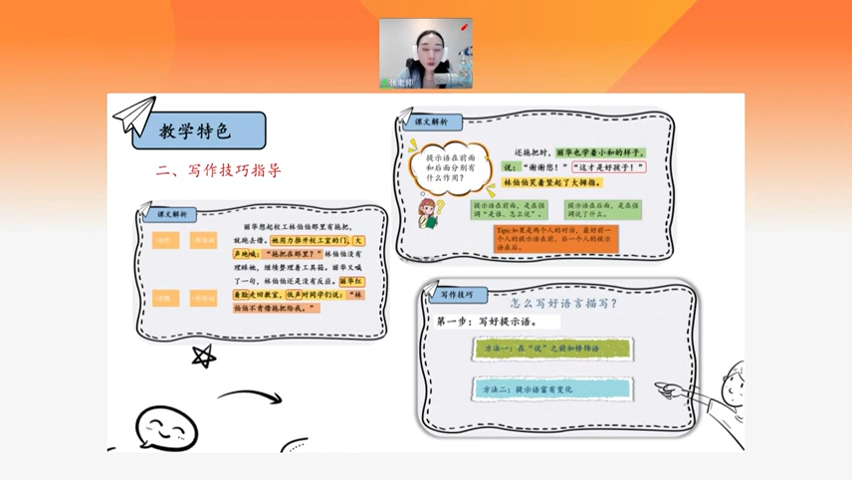 张老师
教学特色
二、写作技巧指导
课文解析
丽华想起校工林伯伯那里有拖把，
就跑去借。她用力推开校工室的门，大
声地喊：“拖把在那里？”林伯伯没有
理睬她，继续整理着工具箱。丽华又喊
了一句，林伯伯还是没有反应。丽华红
着脸走回教室，低声对同学们说：“林
伯伯不肯借拖把给我。”
课文解析
提示语在前面
和后面分别有
什么作用？
还拖把时，丽华也学着小和的样子，
说：“谢谢您！”“这才是好孩子！”
林伯伯笑着竖起了大拇指。
提示语在前面，是在强
调“是谁、怎么说”。
提示语在后面，是在强
调说了什么。
Tips:如果是两个人的对话，最好前一
个人的提示语在前，后一个人的提示
语在后。
写作技巧
怎么写好语言描写？
第一步：写好提示语。
方法一：在“说”之前加修饰语
方法二：提示语富有变化